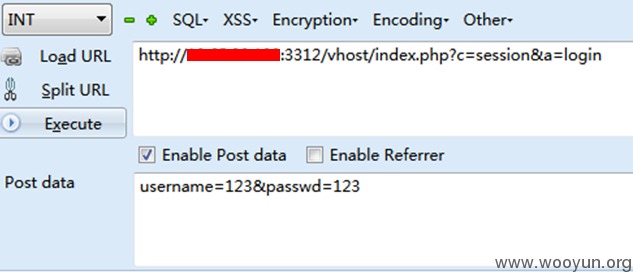 INT SQL- XSS- Encryption- Encoding- Other-
Load URL
http:// :3312/vhost/index.php?c=session&a=login
Split URL
Execute
Enable Post data Enable Referrer
Post data
username=123&passwd=123
www.wooyun.org